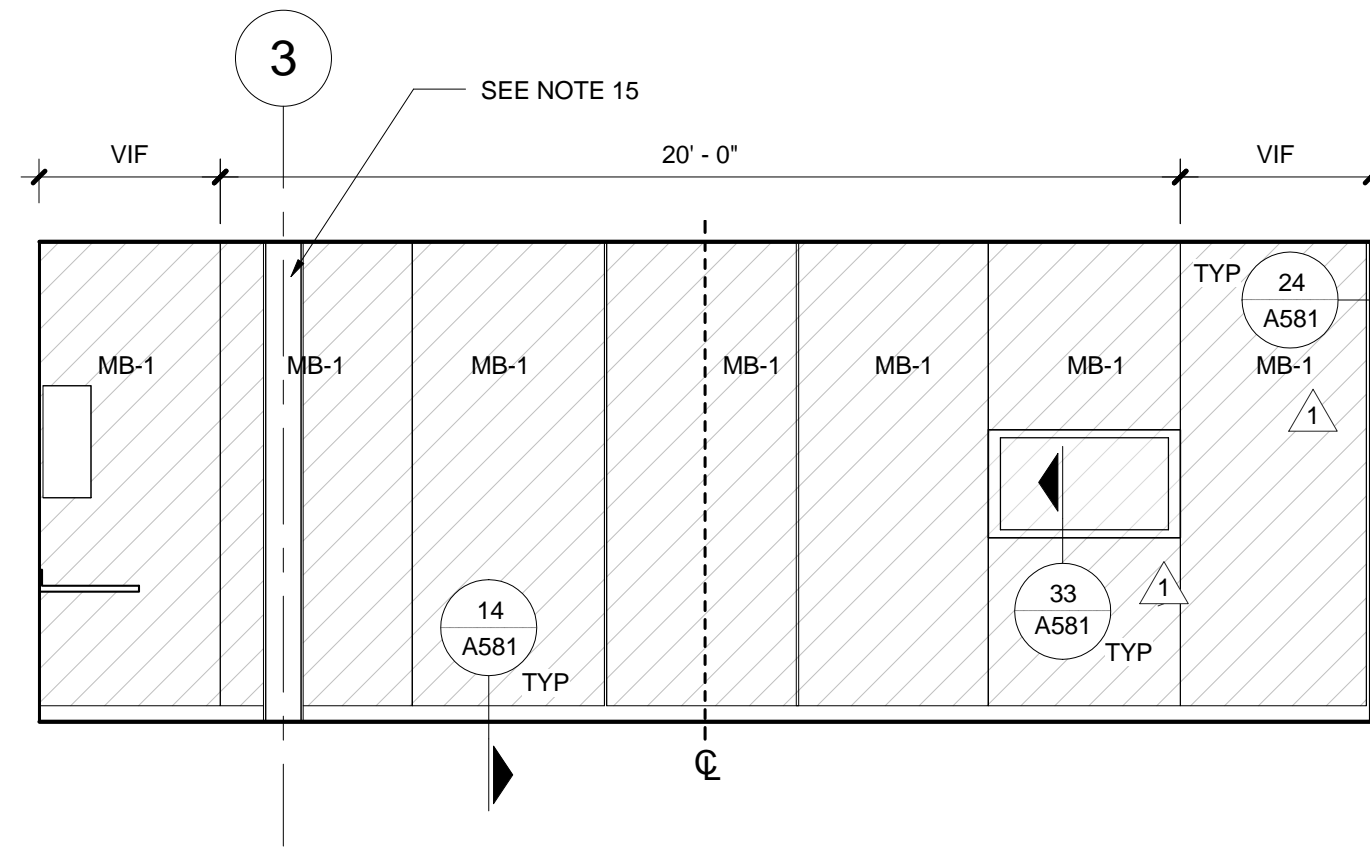 3
SEE NOTE 15
VIF
20' - 0"
VIF
TYP
24
A581
MB-1
MB-1
MB-1
MB-1
MB-1
MB-1
MB-1
1
1
14
A581
TYP
33
A581
TYP
℄